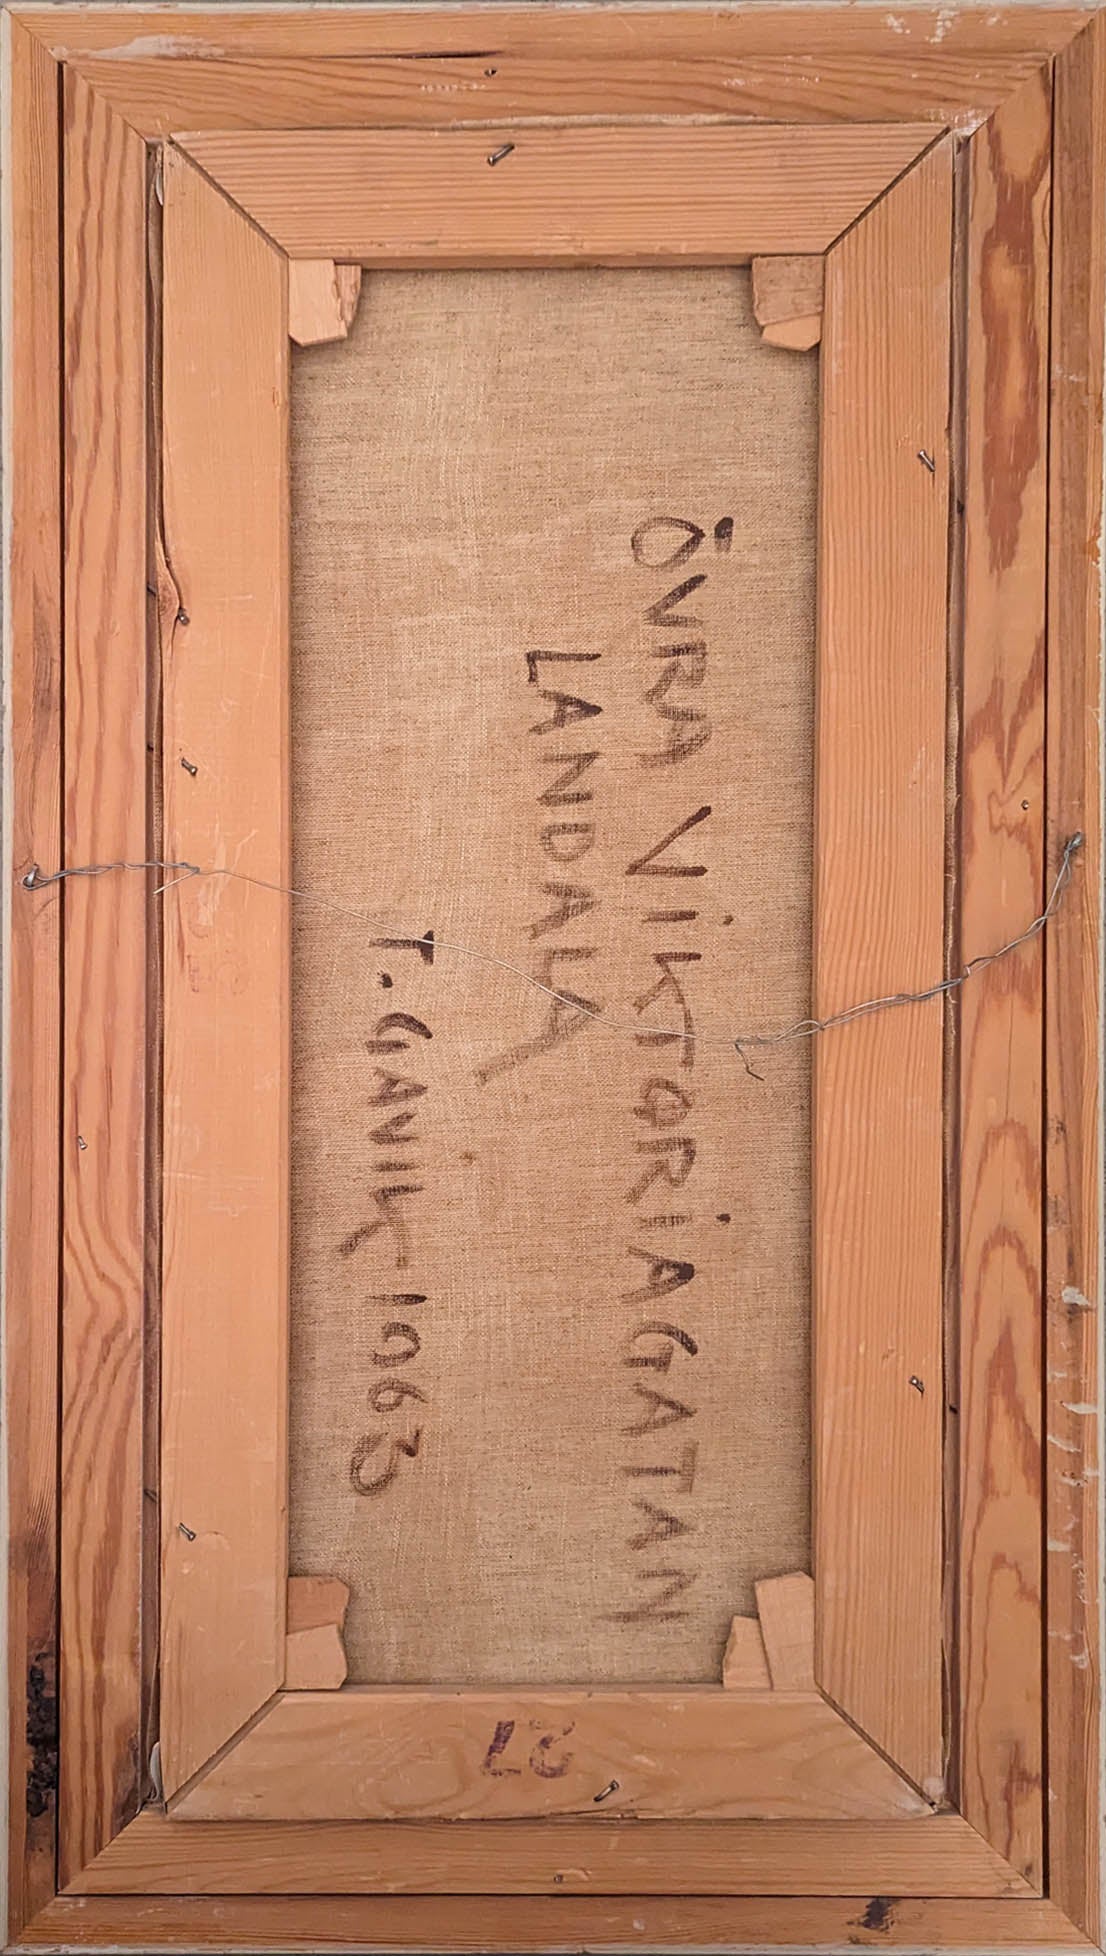 ÖVRA VIKTORIAGATAN
LANDALA
T. GAVIK-1963
27